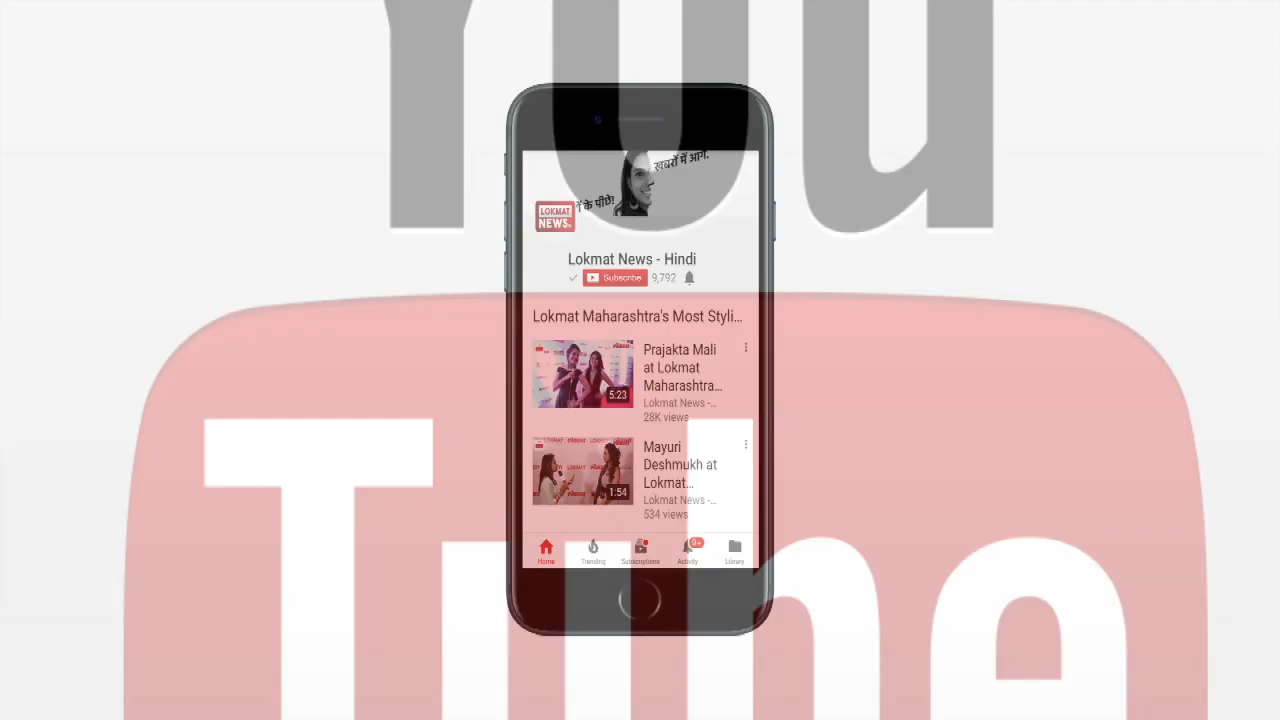 You
Tube
खबरों में आगे,
के पीछे!
LOKMAT
NEWS
Lokmat News - Hindi
Subscribe 9,792
Lokmat Maharashtra's Most Styli...
Prajakta Mali
at Lokmat
Maharashtra...
Lokmat News -...
28K views
5:23
Mayuri
Deshmukh at
Lokmat...
Lokmat News -...
534 views
1:54
9+
Home Trending Subscriptions Activity Library